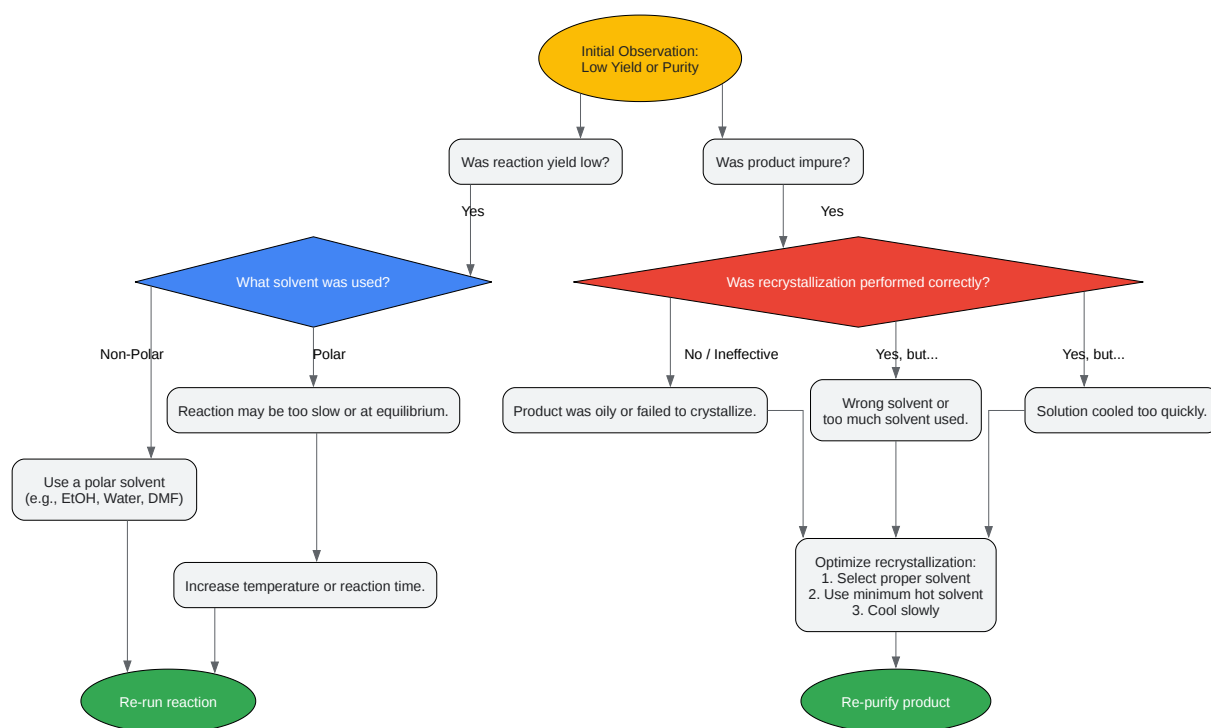 Initial Observation:
Low Yield or Purity
Was reaction yield low?
Was product impure?
Yes
Yes
What solvent was used?
Was recrystallization performed correctly?
Non-Polar
Polar
No / Ineffective
Yes, but...
Yes, but...
Reaction may be too slow or at equilibrium.
Product was oily or failed to crystallize.
Wrong solvent or
too much solvent used.
Solution cooled too quickly.
Use a polar solvent
(e.g., EtOH, Water, DMF)
Increase temperature or reaction time.
Optimize recrystallization:
1. Select proper solvent
2. Use minimum hot solvent
3. Cool slowly
Re-run reaction
Re-purify product